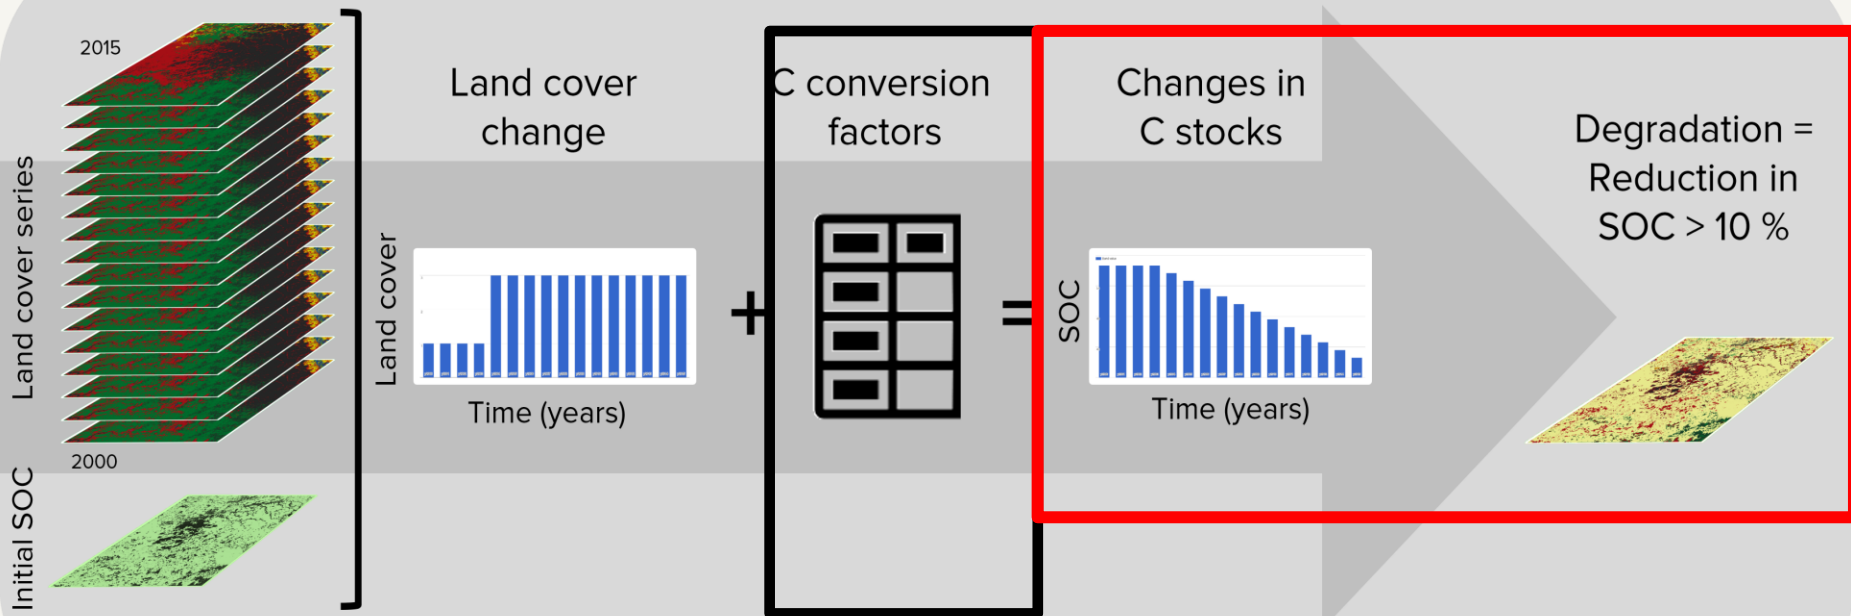 2015
Land cover series
2000
Initial SOC
Land cover
change
Land cover
Time (years)
+
C conversion
factors
=
Changes in
C stocks
SOC
Time (years)
Degradation =
Reduction in
SOC > 10 %